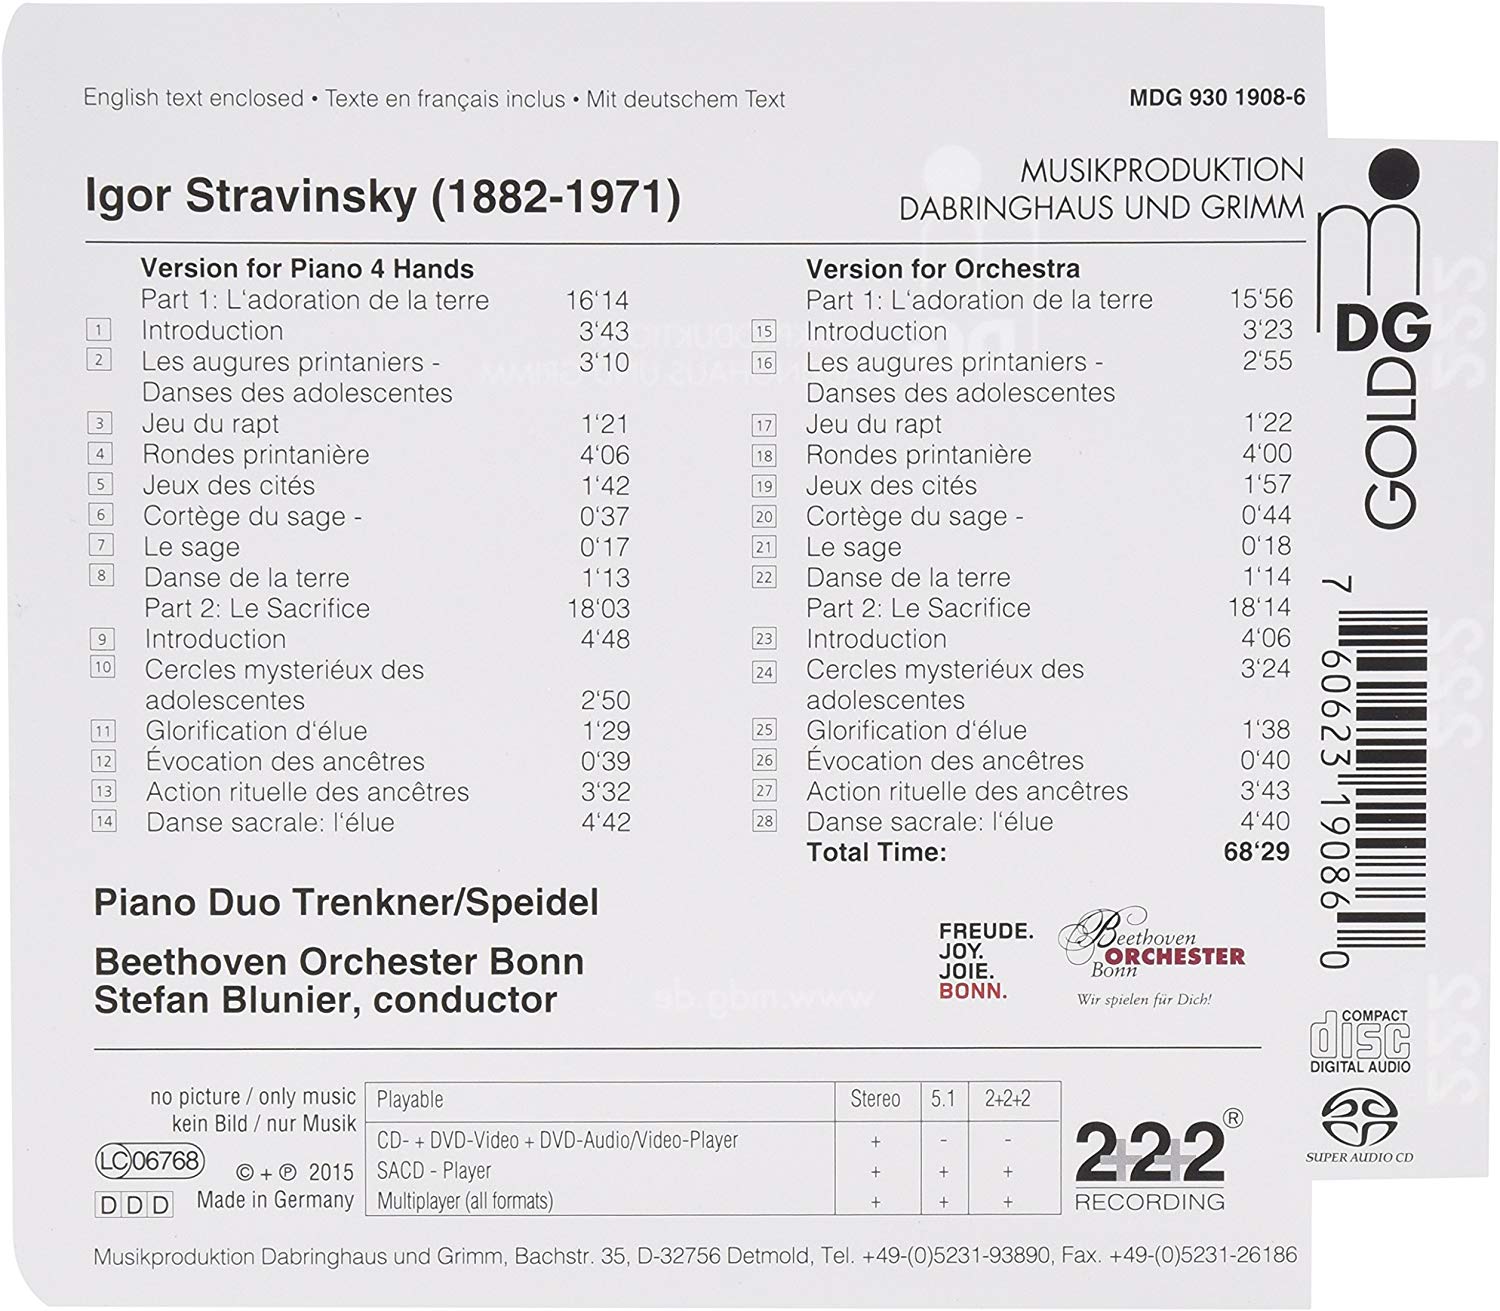 English text enclosed • Texte en français inclus • Mit deutschem Text
MDG 930 1908-6
Igor Stravinsky (1882-1971)
MUSIKPRODUKTION
DABRINGHAUS UND GRIMM
Version for Piano 4 Hands
Part 1: L‘adoration de la terre 16‘14
1 Introduction 3‘43
2 Les augures printaniers - 3‘10
Danses des adolescentes
3 Jeu du rapt 1‘21
4 Rondes printanière 4‘06
5 Jeux des cités 1‘42
6 Cortège du sage - 0‘37
7 Le sage 0‘17
8 Danse de la terre 1‘13
Part 2: Le Sacrifice 18‘03
9 Introduction 4‘48
10 Cercles mysteriéux des
adolescentes 2‘50
11 Glorification d‘élue 1‘29
12 Évocation des ancêtres 0‘39
13 Action rituelle des ancêtres 3‘32
14 Danse sacrale: l‘élue 4‘42
Version for Orchestra
Part 1: L‘adoration de la terre 15‘56
15 Introduction 3‘23
16 Les augures printaniers - 2‘55
Danses des adolescentes
17 Jeu du rapt 1‘22
18 Rondes printanière 4‘00
19 Jeux des cités 1‘57
20 Cortège du sage - 0‘44
21 Le sage 0‘18
22 Danse de la terre 1‘14
Part 2: Le Sacrifice 18‘14
23 Introduction 4‘06
24 Cercles mysteriéux des 3‘24
adolescentes
25 Glorification d‘élue 1‘38
26 Évocation des ancêtres 0‘40
27 Action rituelle des ancêtres 3‘43
28 Danse sacrale: l‘élue 4‘40
Total Time: 68‘29
Piano Duo Trenkner/Speidel
Beethoven Orchester Bonn
Stefan Blunier, conductor
FREUDE.
JOY.
JOIE.
BONN.
Beethoven
ORCHESTER
Bonn
Wir spielen für Dich!
mDG
GOLD
7 60623 19086 0
COMPACT
disc
DIGITAL AUDIO
SUPER AUDIO CD
no picture / only music
kein Bild / nur Musik
LC 06768
© + ℗ 2015
DDD
Made in Germany
Playable Stereo 5.1 2+2+2
CD- + DVD-Video + DVD-Audio/Video-Player + - -
SACD - Player + + +
Multiplayer (all formats) + + +
2+2+2®
RECORDING
Musikproduktion Dabringhaus und Grimm, Bachstr. 35, D-32756 Detmold, Tel. +49-(0)5231-93890, Fax. +49-(0)5231-26186